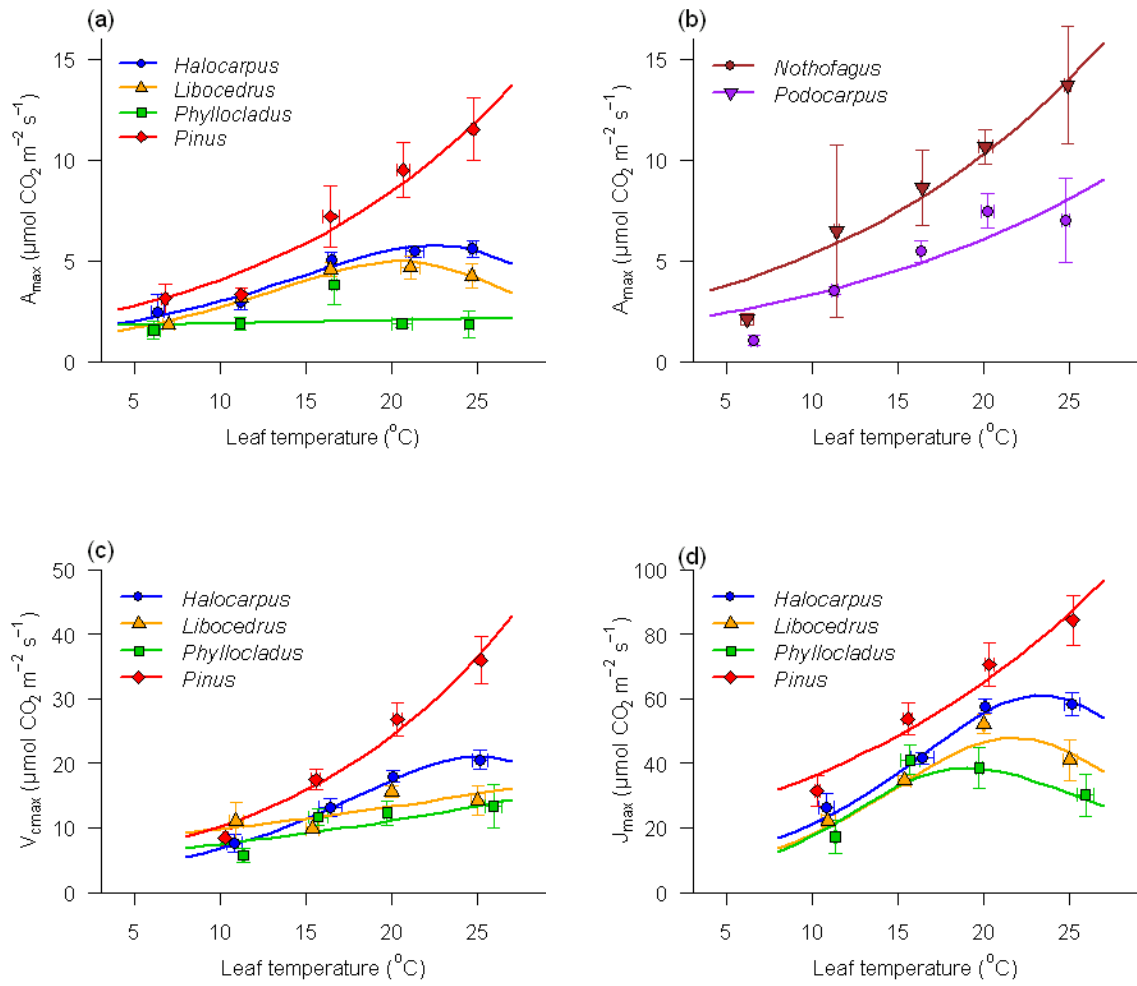 (a)
Halocarpus
Libocedrus
Phyllocladus
Pinus
15
10
5
0
A_max (µmol CO₂ m⁻² s⁻¹)
5 10 15 20 25
Leaf temperature (°C)
(b)
Nothofagus
Podocarpus
15
10
5
0
A_max (µmol CO₂ m⁻² s⁻¹)
5 10 15 20 25
Leaf temperature (°C)
(c)
Halocarpus
Libocedrus
Phyllocladus
Pinus
50
40
30
20
10
0
V_cmax (µmol CO₂ m⁻² s⁻¹)
5 10 15 20 25
Leaf temperature (°C)
(d)
Halocarpus
Libocedrus
Phyllocladus
Pinus
100
80
60
40
20
0
J_max (µmol CO₂ m⁻² s⁻¹)
5 10 15 20 25
Leaf temperature (°C)